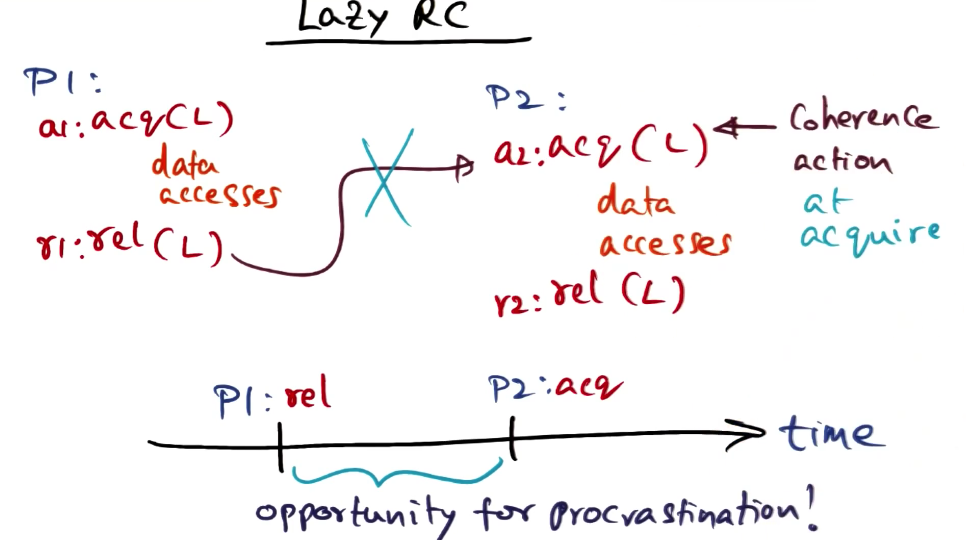 Lazy RC
P1:
a1: acq(L)
data
accesses
r1: rel(L)
P2:
a2: acq(L)
data
accesses
r2: rel(L)
Coherence
action
at
acquire
P1: rel
P2: acq
time
opportunity for procrastination!